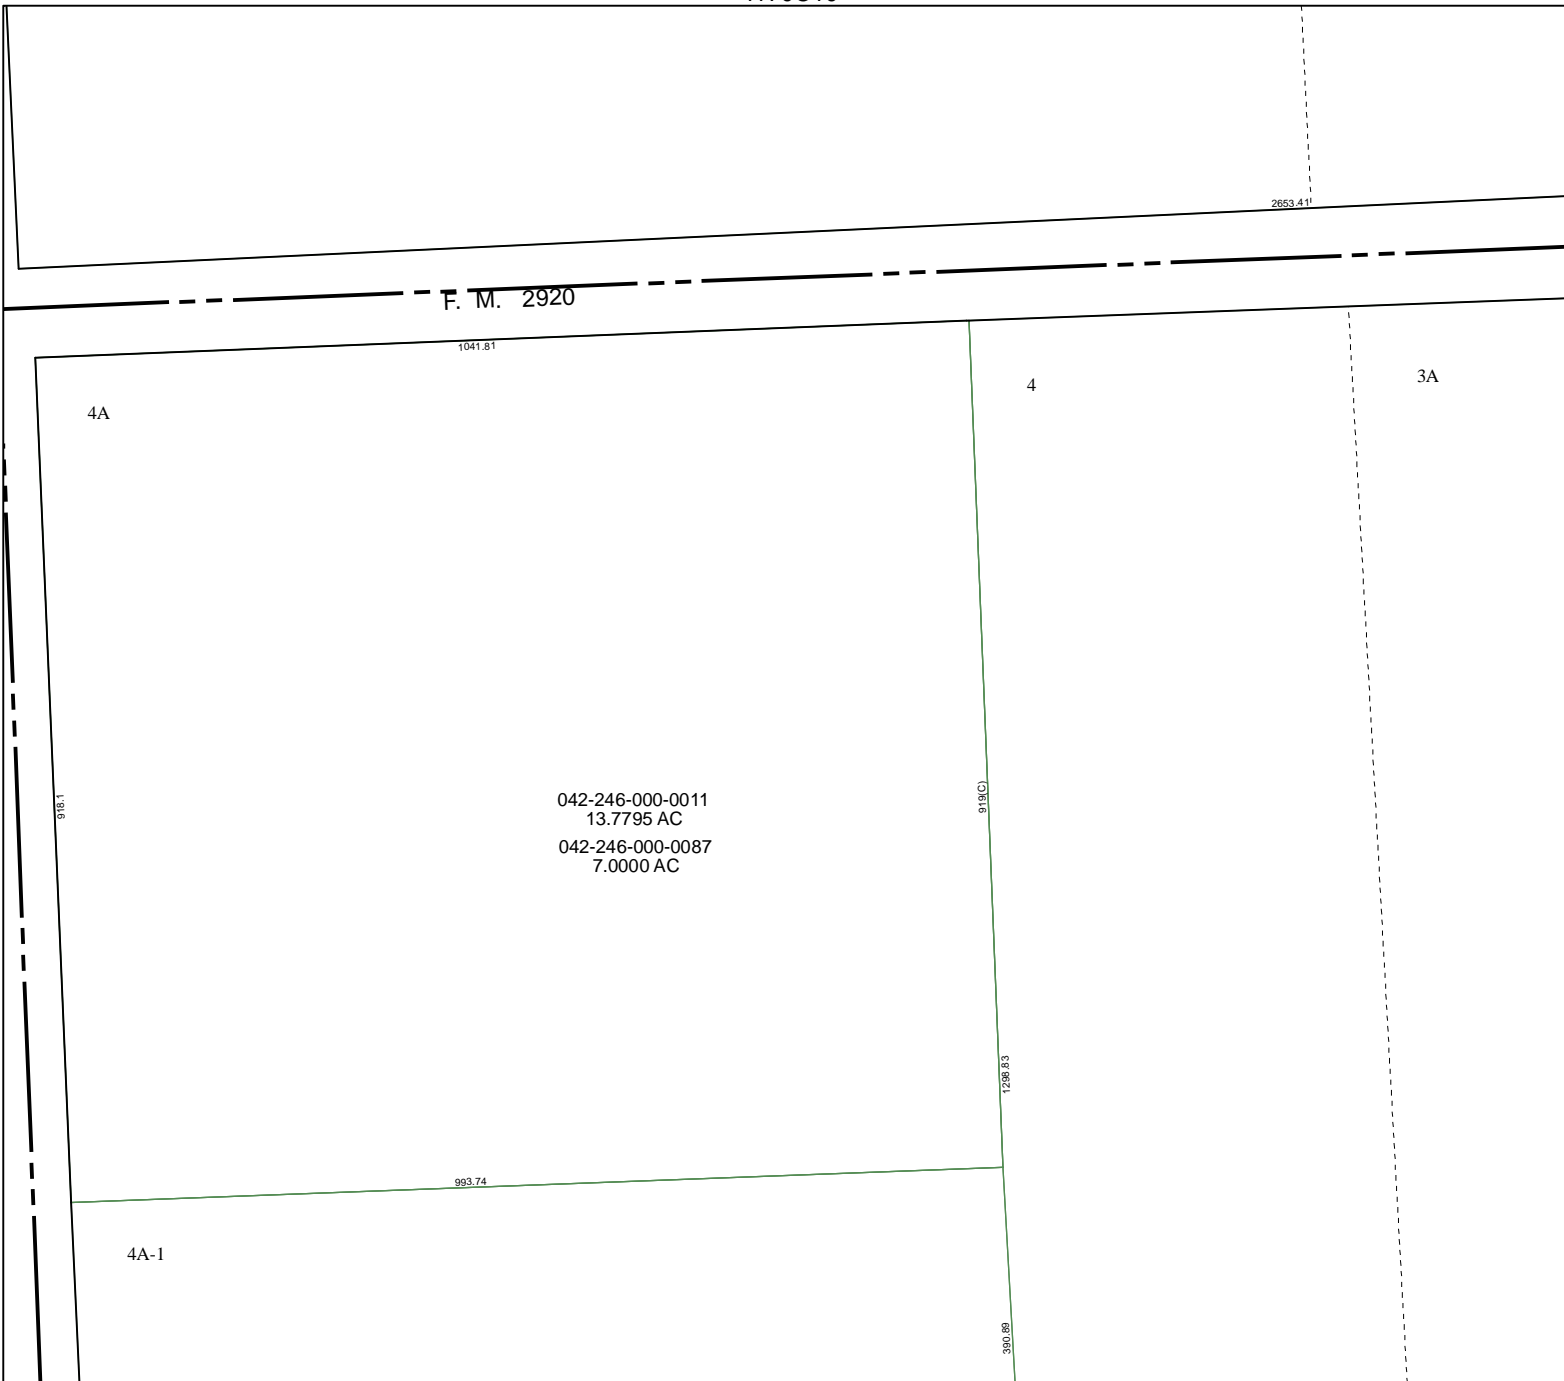 2653.41
F. M. 2920
1041.81
4A
4
3A
918.1
919(C)
042-246-000-0011
13.7795 AC
042-246-000-0087
7.0000 AC
1298.83
993.74
4A-1
390.89